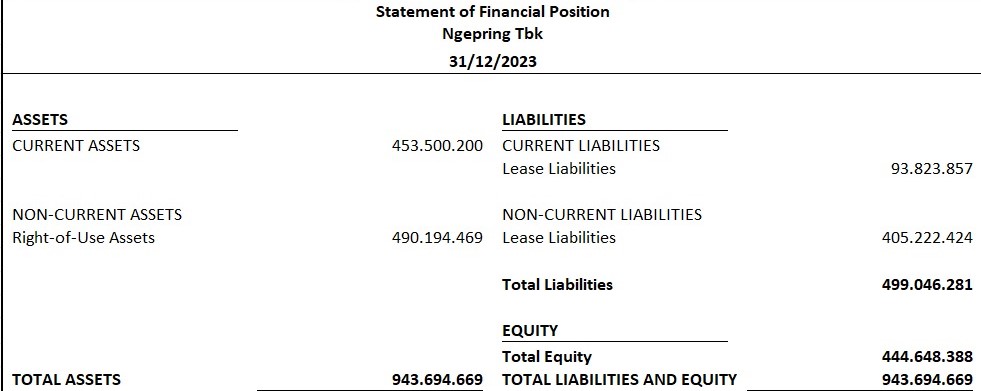 Statement of Financial Position
Ngepring Tbk
31/12/2023
ASSETS LIABILITIES
CURRENT ASSETS 453.500.200 CURRENT LIABILITIES
Lease Liabilities 93.823.857
NON-CURRENT ASSETS NON-CURRENT LIABILITIES
Right-of-Use Assets 490.194.469 Lease Liabilities 405.222.424
Total Liabilities 499.046.281
EQUITY
Total Equity 444.648.388
TOTAL ASSETS 943.694.669 TOTAL LIABILITIES AND EQUITY 943.694.669